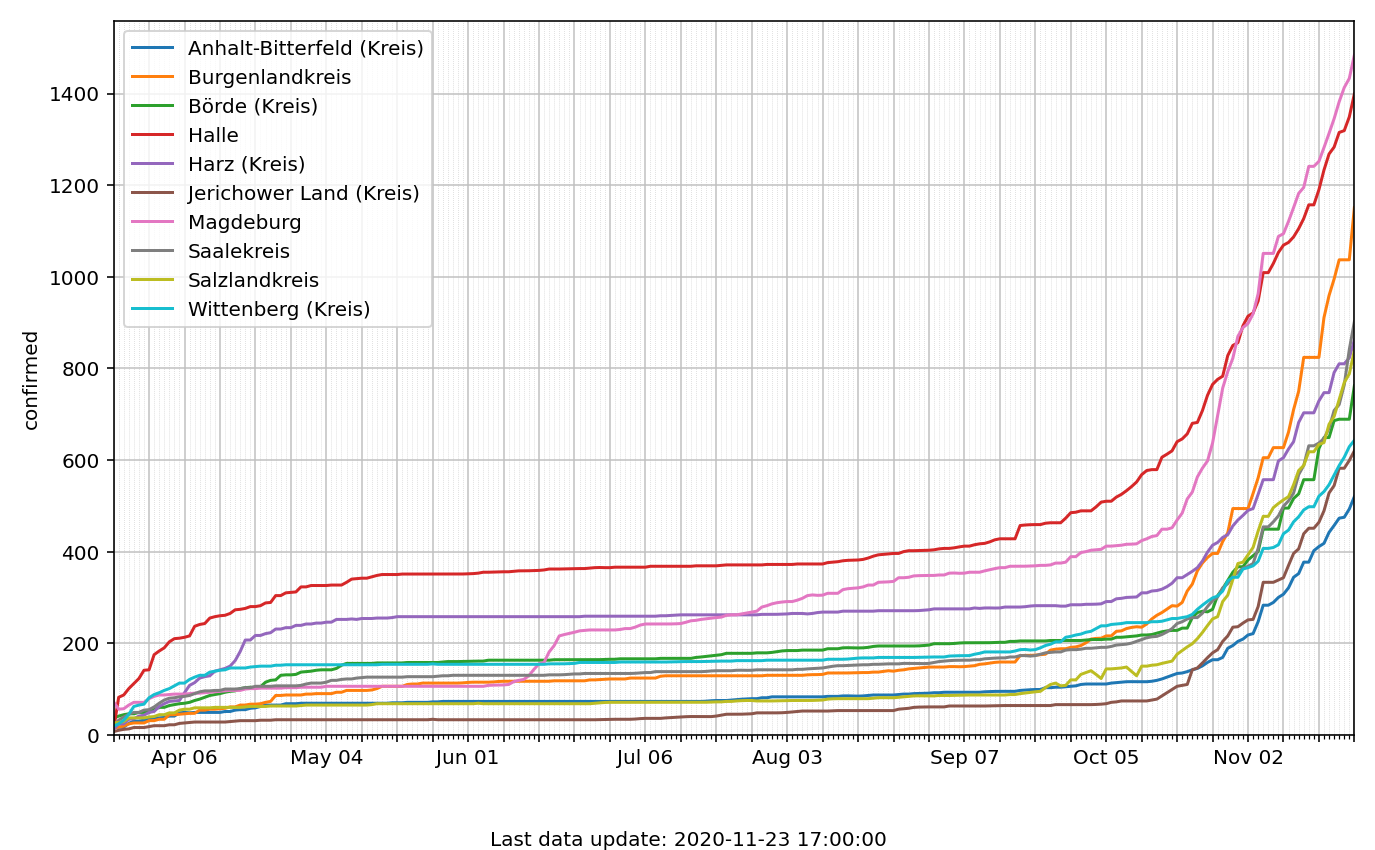 Anhalt-Bitterfeld (Kreis)
Burgenlandkreis
Börde (Kreis)
Halle
Harz (Kreis)
Jerichower Land (Kreis)
Magdeburg
Saalekreis
Salzlandkreis
Wittenberg (Kreis)
confirmed
1400
1200
1000
800
600
400
200
0
Apr 06 May 04 Jun 01 Jul 06 Aug 03 Sep 07 Oct 05 Nov 02
Last data update: 2020-11-23 17:00:00